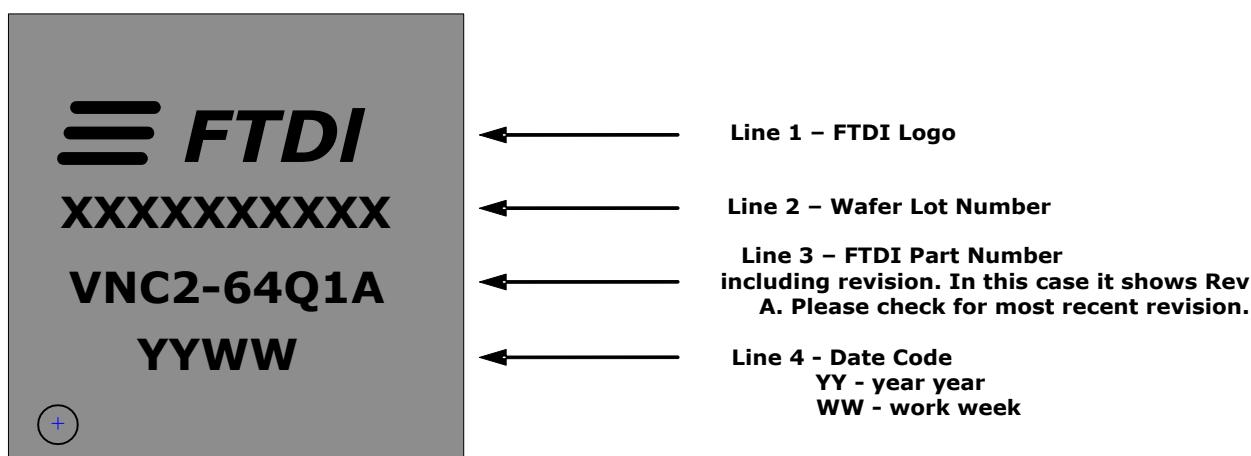 FTDI
XXXXXXXXXX
VNC2-64Q1A
YYWW
Line 1 – FTDI Logo
Line 2 – Wafer Lot Number
Line 3 – FTDI Part Number
including revision. In this case it shows Rev
A. Please check for most recent revision.
Line 4 - Date Code
YY - year year
WW - work week